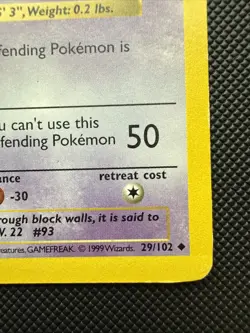 ' 3", Weight: 0.2 lbs.
fending Pokémon is
u can't use this
fending Pokémon 50
ance retreat cost
-30
rough block walls, it is said to
V. 22 #93
eatures, GAMEFREAK. © 1999 Wizards. 29/102